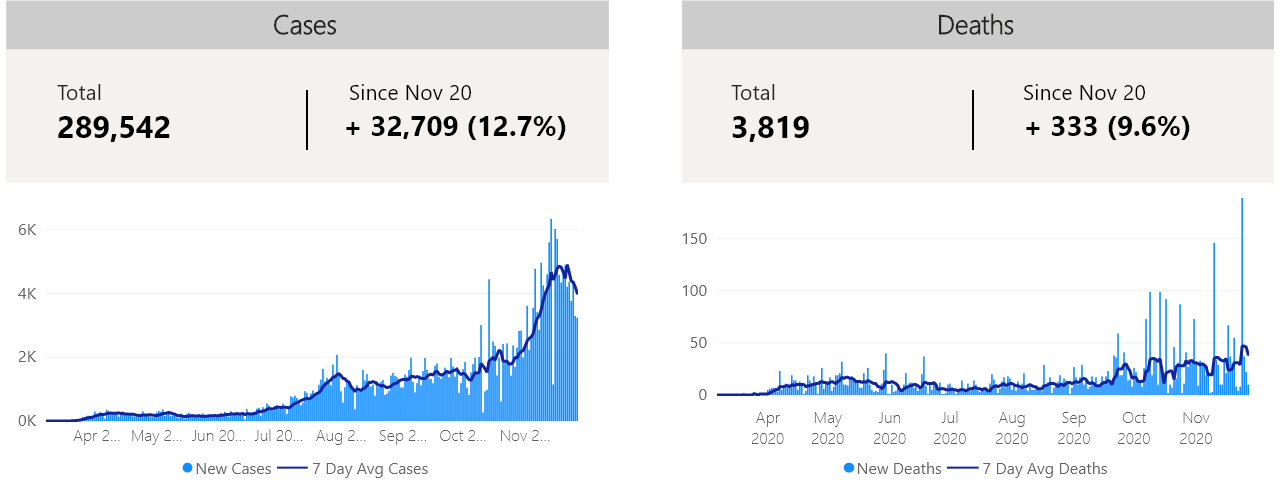 Cases
Total
Since Nov 20
289,542
+ 32,709 (12.7%)
6K
4K
2K
0K
Apr 2... May 2... Jun 20... Jul 20... Aug 2... Sep 2... Oct 2... Nov 2...
New Cases 7 Day Avg Cases
Deaths
Total
Since Nov 20
3,819
+ 333 (9.6%)
150
100
50
0
Apr May Jun Jul Aug Sep Oct Nov
2020 2020 2020 2020 2020 2020 2020 2020
New Deaths 7 Day Avg Deaths